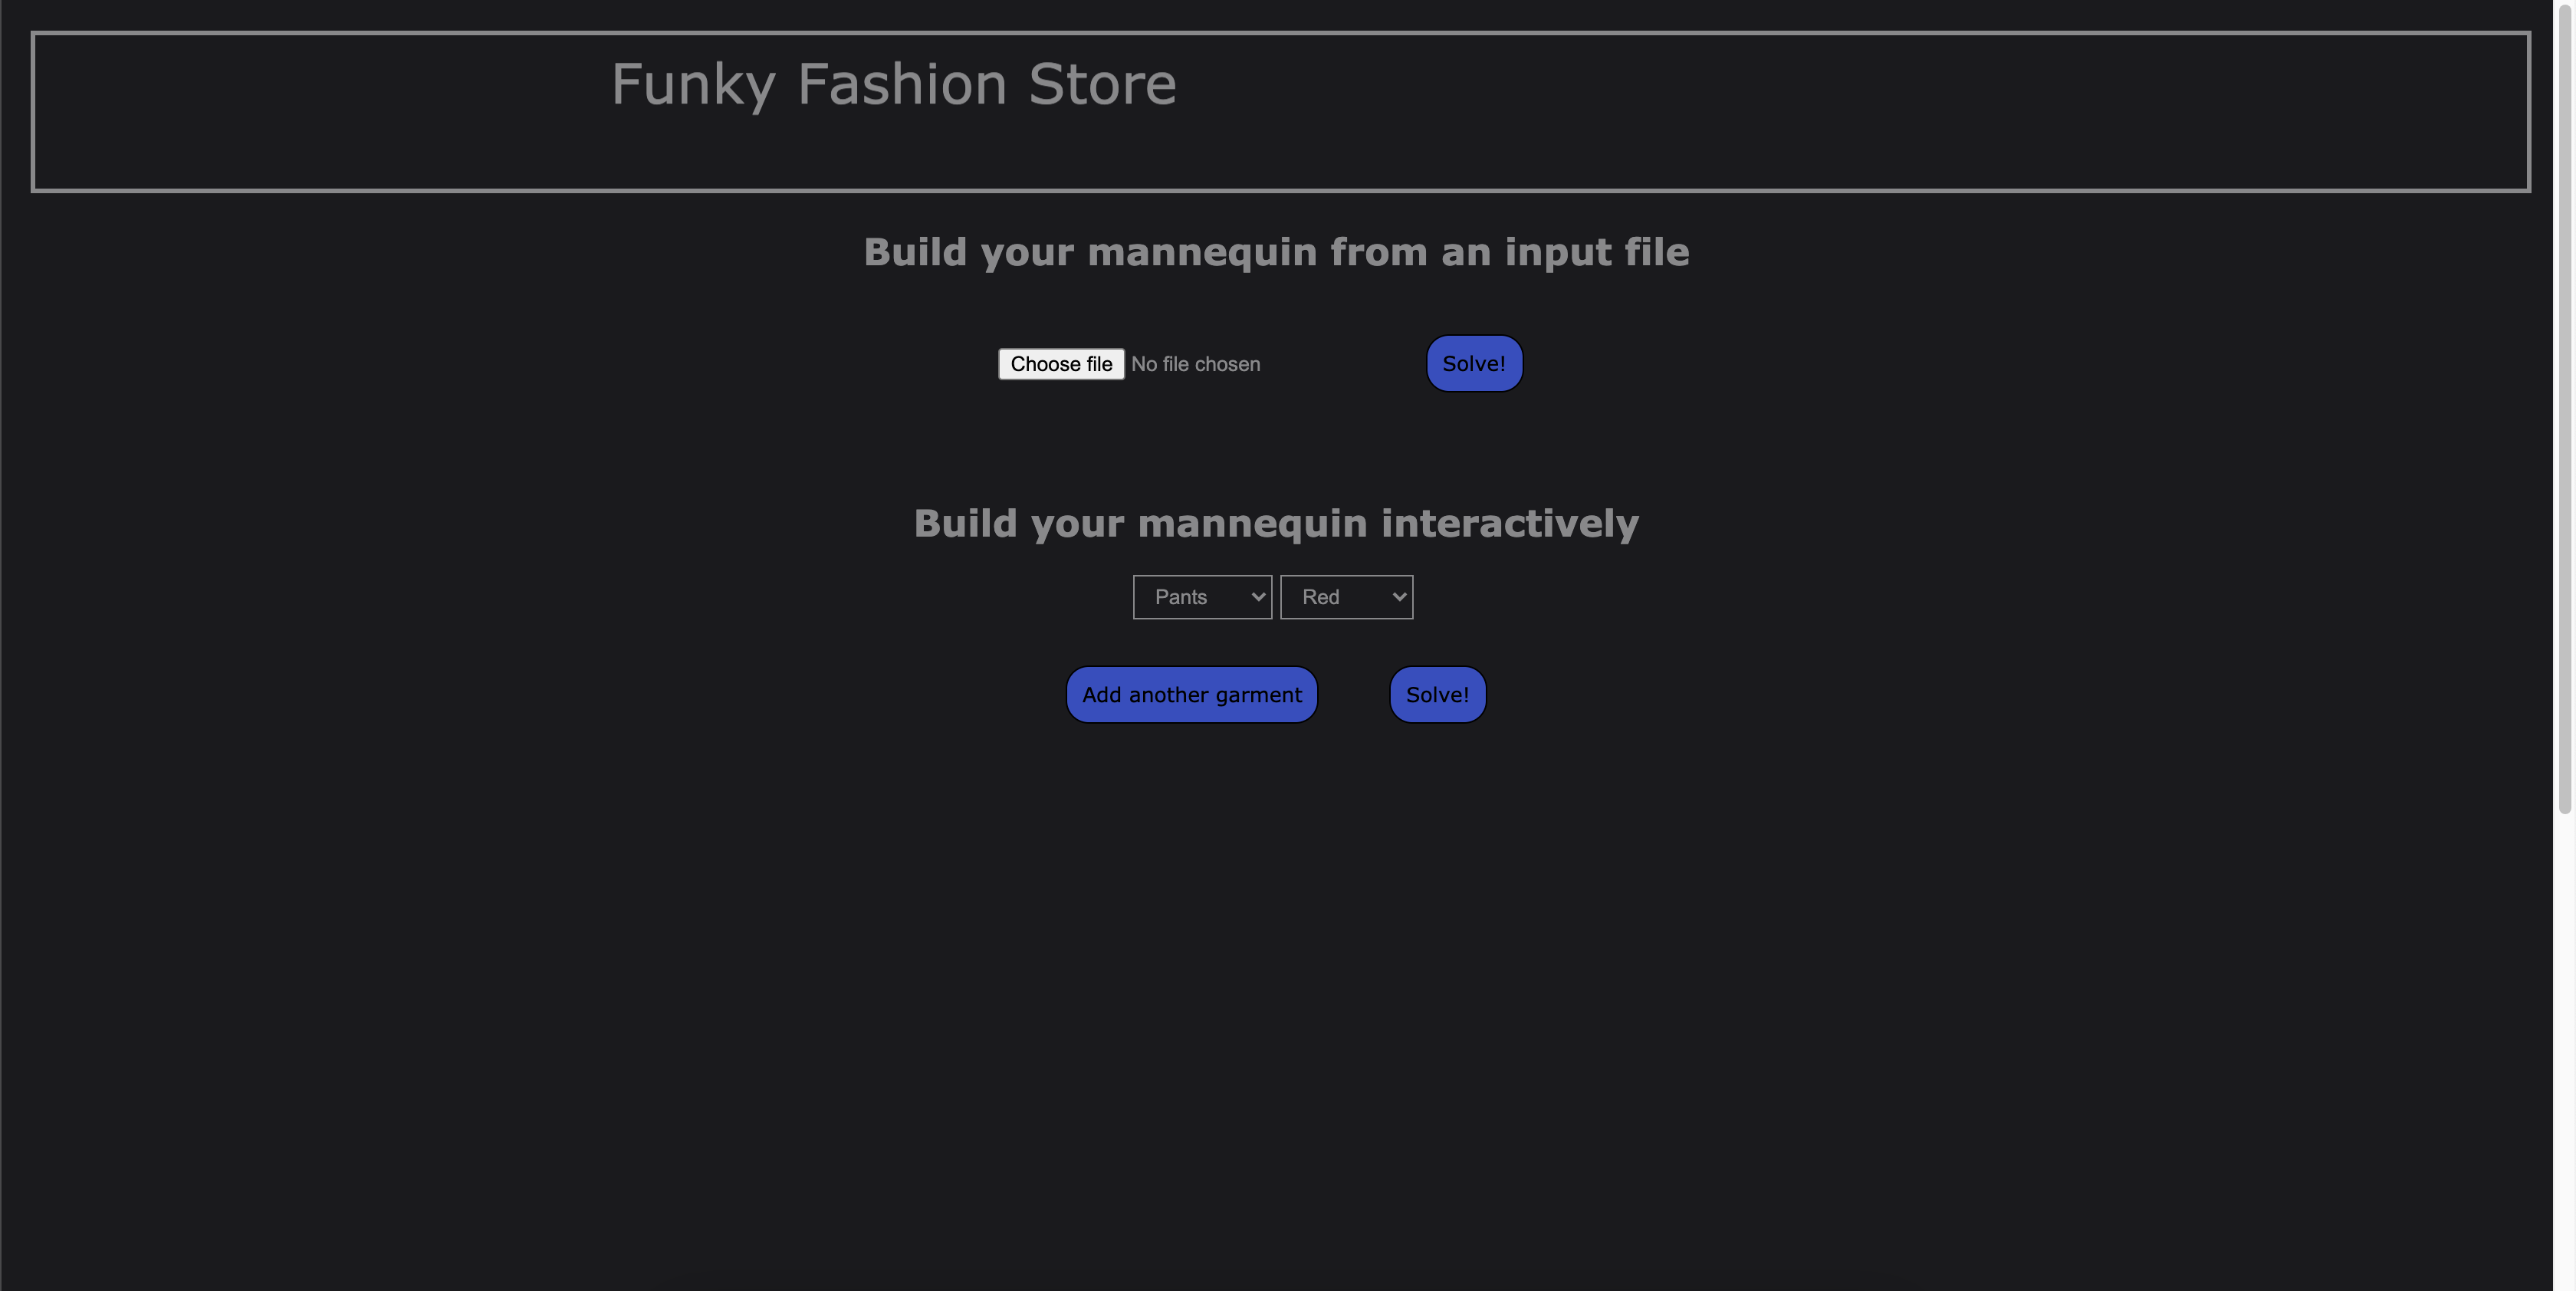 Funky Fashion Store
Build your mannequin from an input file
Choose file No file chosen Solve!
Build your mannequin interactively
Pants Red
Add another garment Solve!